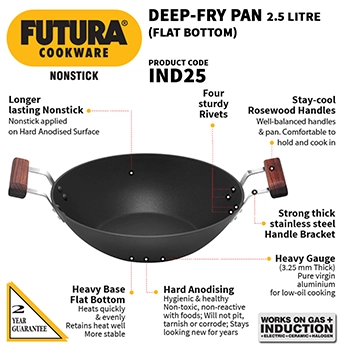 FUTURA®
COOKWARE
NONSTICK
DEEP-FRY PAN 2.5 LITRE
(FLAT BOTTOM)
PRODUCT CODE
IND25
Longer
lasting Nonstick
Nonstick applied
on Hard Anodised Surface
Four
sturdy
Rivets
Stay-cool
Rosewood Handles
Well-balanced handles
& pan. Comfortable to
hold and cook in
Strong thick
stainless steel
Handle Bracket
Heavy Gauge
(3.25 mm Thick)
Pure virgin
aluminium
for low-oil cooking
Heavy Base
Flat Bottom
Heats quickly
& evenly
Retains heat well
More stable
Hard Anodising
Hygienic & healthy
Non-toxic, non-reactive
with foods; Will not pit,
tarnish or corrode; Stays
looking new for years
2
YEAR
GUARANTEE
WORKS ON GAS +
INDUCTION
•ELECTRIC •CERAMIC •HALOGEN